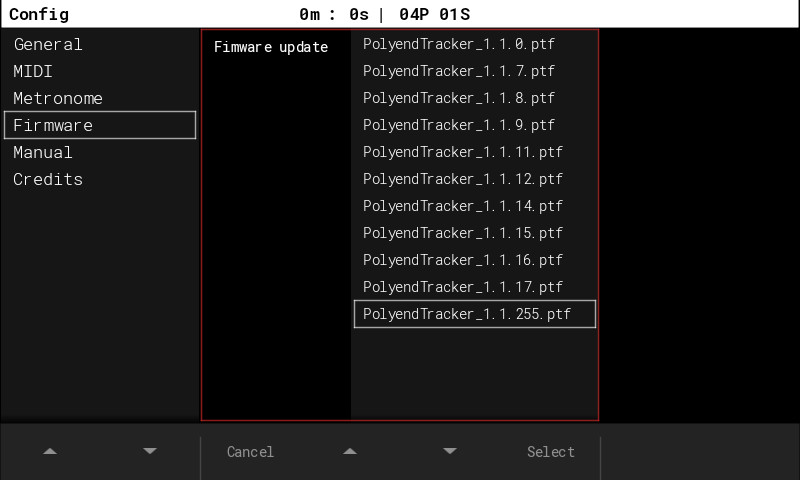 Config 0m : 0s | 04P 01S
General
MIDI
Metronome
Firmware
Manual
Credits
Fimware update
PolyendTracker_1.1.0.ptf
PolyendTracker_1.1.7.ptf
PolyendTracker_1.1.8.ptf
PolyendTracker_1.1.9.ptf
PolyendTracker_1.1.11.ptf
PolyendTracker_1.1.12.ptf
PolyendTracker_1.1.14.ptf
PolyendTracker_1.1.15.ptf
PolyendTracker_1.1.16.ptf
PolyendTracker_1.1.17.ptf
PolyendTracker_1.1.255.ptf
Cancel Select